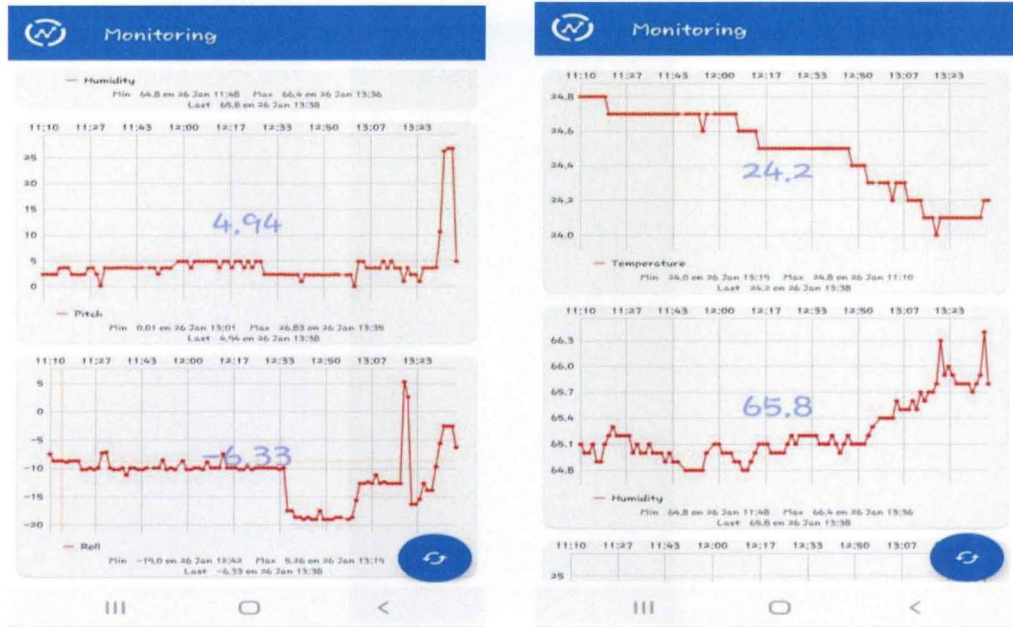 Monitoring
Humidity
Min 64,8 en 26 Jan 11:48 Max 66,4 en 26 Jan 13:36
Last 65,8 en 26 Jan 13:38
11:10 11:27 11:43 12:00 12:17 12:33 12:50 13:07 13:23
25
20
15
10
5
0
4.94
Pitch
Min 0,01 en 26 Jan 13:01 Max 26,83 en 26 Jan 13:35
Last 4,94 en 26 Jan 13:38
11:10 11:27 11:43 12:00 12:17 12:33 12:50 13:07 13:23
5
0
-5
-10
-15
-20
-6.33
Roll
Min -19,0 en 26 Jan 12:42 Max 5,26 en 26 Jan 13:19
Last -6,33 en 26 Jan 13:38
Monitoring
11:10 11:27 11:43 12:00 12:17 12:33 12:50 13:07 13:23
24.8
24.6
24.4
24.2
24.0
24.2
Temperature
Min 24,0 en 26 Jan 13:19 Max 24,8 en 26 Jan 11:10
Last 24,2 en 26 Jan 13:38
11:10 11:27 11:43 12:00 12:17 12:33 12:50 13:07 13:23
66.3
66.0
65.7
65.4
65.1
64.8
65.8
Humidity
Min 64,8 en 26 Jan 11:48 Max 66,4 en 26 Jan 13:36
Last 65,8 en 26 Jan 13:38
11:10 11:27 11:43 12:00 12:17 12:33 12:50 13:07
25